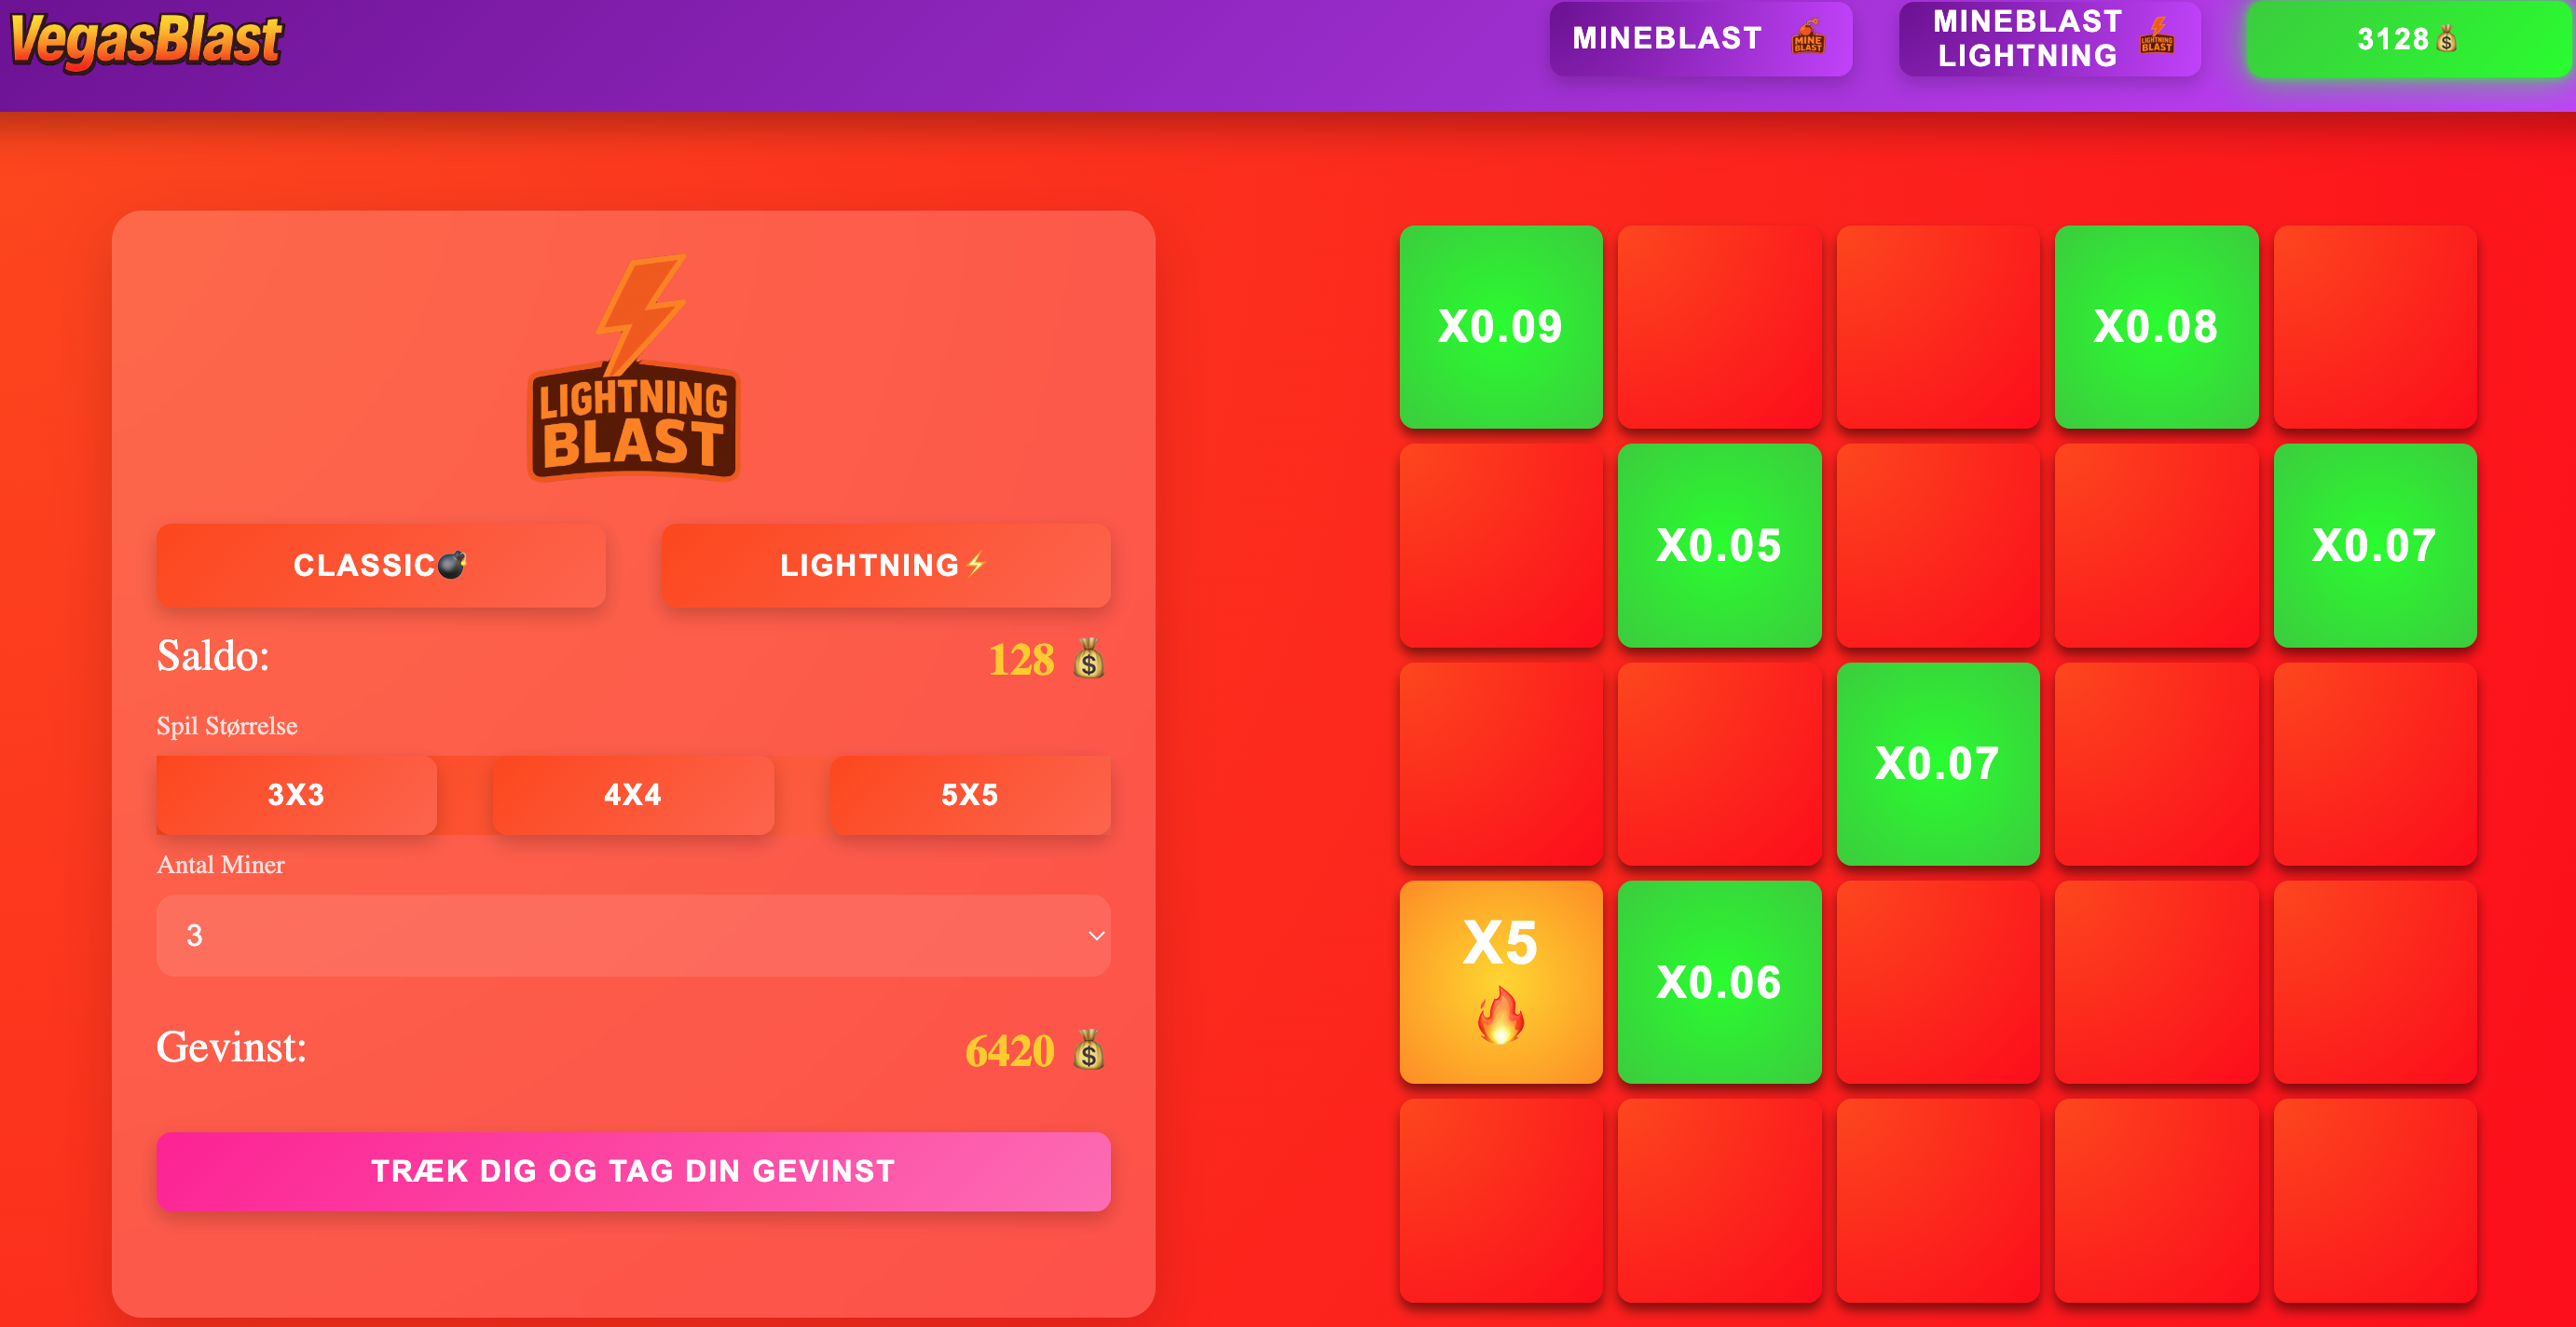 VegasBlast
MINEBLAST
MINE
BLAST
MINEBLAST
LIGHTNING
LIGHTNING
BLAST
3128
LIGHTNING
BLAST
CLASSIC
LIGHTNING
Saldo:
128
Spil Størrelse
3X3
4X4
5X5
Antal Miner
3
Gevinst:
6420
TRÆK DIG OG TAG DIN GEVINST
X0.09
X0.08
X0.05
X0.07
X0.07
X5
X0.06